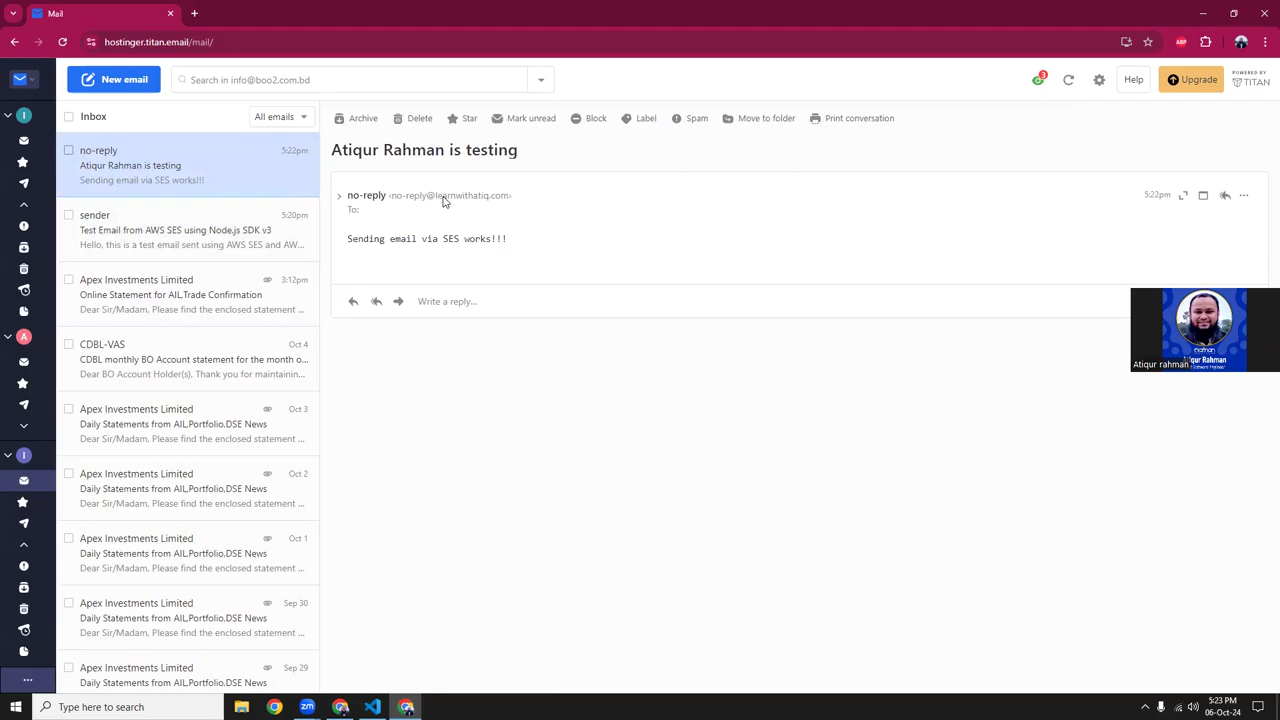 Mail
hostinger.titan.email/mail/
New email
Search in info@boo2.com.bd
3
Help
Upgrade
POWERED BY
TITAN
Inbox
All emails
Archive
Delete
Star
Mark unread
Block
Label
Spam
Move to folder
Print conversation
no-reply
5:22pm
Atiqur Rahman is testing
Sending email via SES works!!!
sender
5:20pm
Test Email from AWS SES using Node.js SDK v3
Hello, this is a test email sent using AWS SES and AW...
Apex Investments Limited
3:12pm
Online Statement for AIL,Trade Confirmation
Dear Sir/Madam, Please find the enclosed statement ...
CDBL-VAS
Oct 4
CDBL monthly BO Account statement for the month o...
Dear BO Account Holder(s). Thank you for maintainin...
Apex Investments Limited
Oct 3
Daily Statements from AIL,Portfolio,DSE News
Dear Sir/Madam, Please find the enclosed statement ...
Apex Investments Limited
Oct 2
Daily Statements from AIL,Portfolio,DSE News
Dear Sir/Madam, Please find the enclosed statement ...
Apex Investments Limited
Oct 1
Daily Statements from AIL,Portfolio,DSE News
Dear Sir/Madam, Please find the enclosed statement ...
Apex Investments Limited
Sep 30
Daily Statements from AIL,Portfolio,DSE News
Dear Sir/Madam, Please find the enclosed statement ...
Apex Investments Limited
Sep 29
Daily Statements from AIL,Portfolio,DSE News
I
A
I
Atiqur Rahman is testing
no-reply <no-reply@learnwithatiq.com>
5:22pm
To:
Sending email via SES works!!!
Write a reply...
Atiqur Rahman
Atiqur rahman
Type here to search
5:23 PM
06-Oct-24